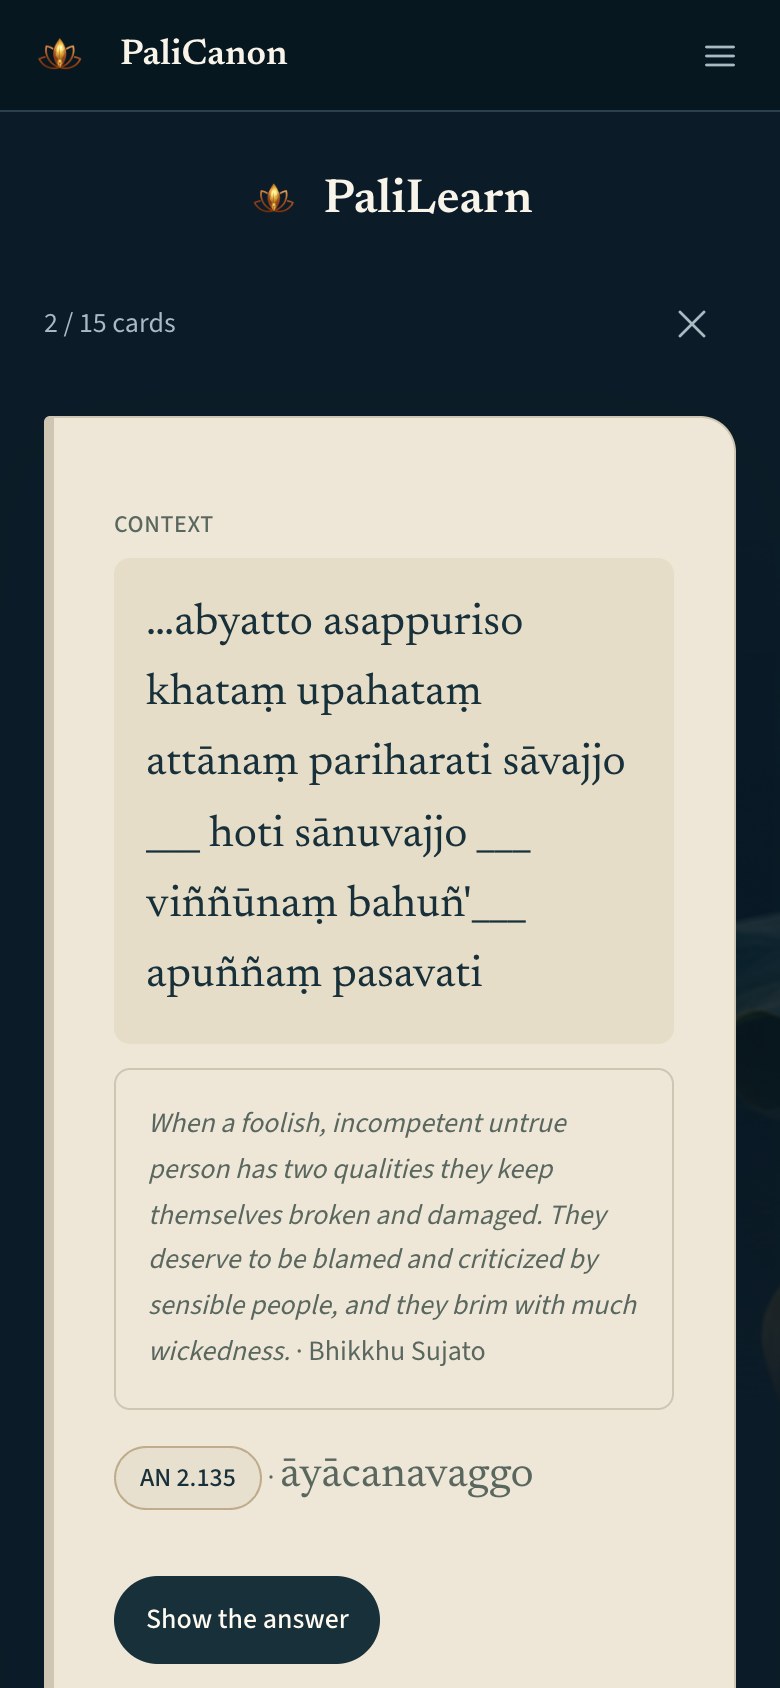 PaliCanon
PaliLearn
2 / 15 cards
CONTEXT
...abyatto asappuriso
khataṃ upahataṃ
attānaṃ pariharati sāvajjo
___ hoti sānuvajjo ___
viññūnaṃ bahuñ'___
apuññaṃ pasavati
When a foolish, incompetent untrue
person has two qualities they keep
themselves broken and damaged. They
deserve to be blamed and criticized by
sensible people, and they brim with much
wickedness. · Bhikkhu Sujato
AN 2.135 · āyācanavaggo
Show the answer